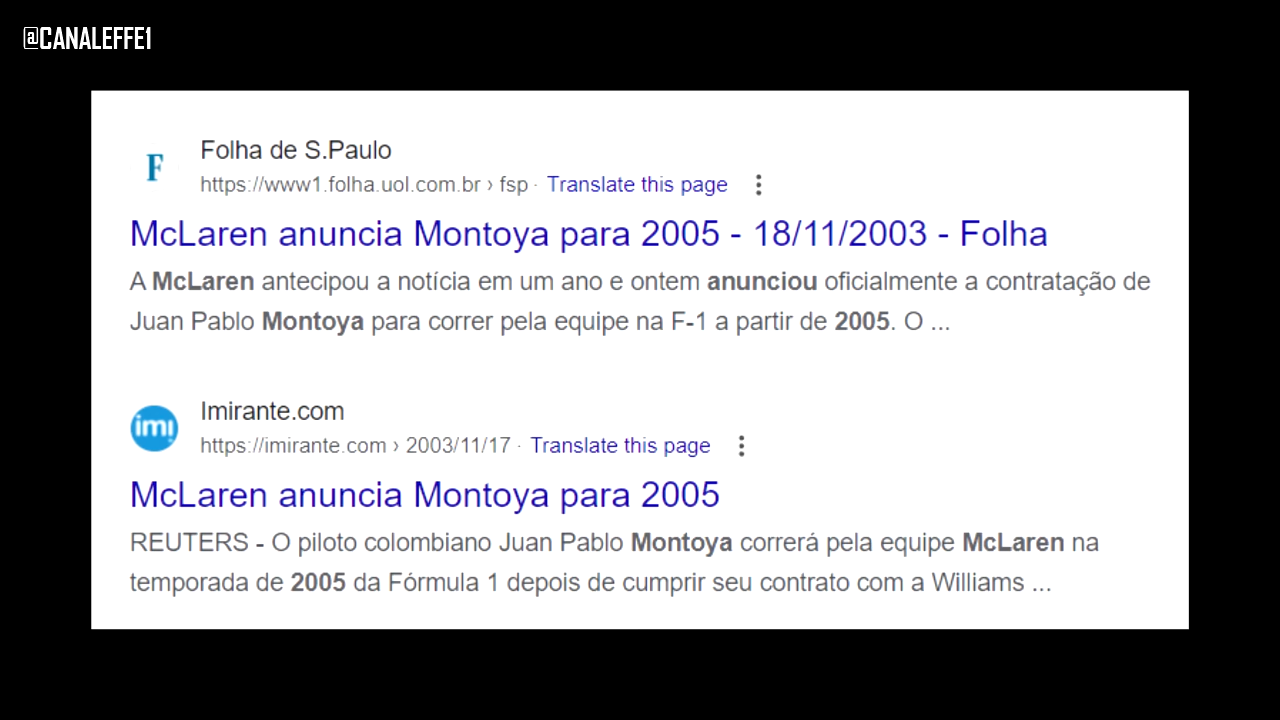 @CANALEFFE1
F
Folha de S.Paulo
https://www1.folha.uol.com.br › fsp · Translate this page
McLaren anuncia Montoya para 2005 - 18/11/2003 - Folha
A McLaren antecipou a notícia em um ano e ontem anunciou oficialmente a contratação de
Juan Pablo Montoya para correr pela equipe na F-1 a partir de 2005. O ...
imi
Imirante.com
https://imirante.com › 2003/11/17 · Translate this page
McLaren anuncia Montoya para 2005
REUTERS - O piloto colombiano Juan Pablo Montoya correrá pela equipe McLaren na
temporada de 2005 da Fórmula 1 depois de cumprir seu contrato com a Williams ...